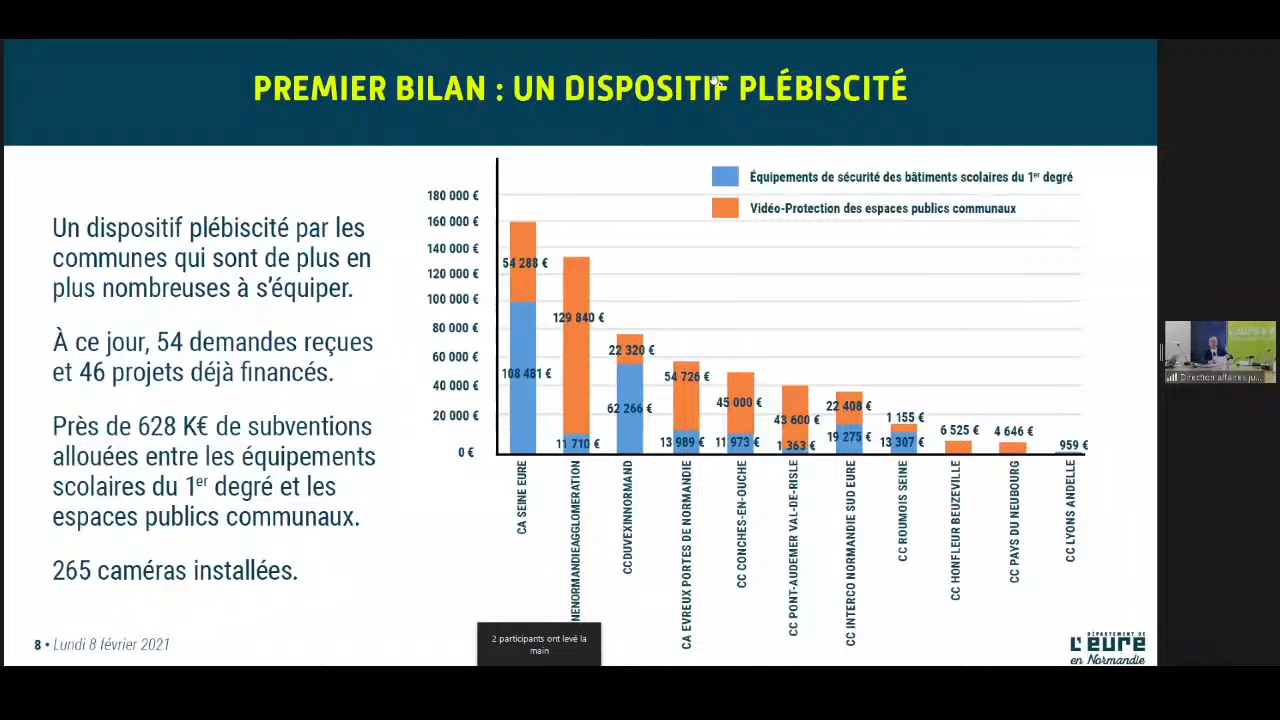 PREMIER BILAN : UN DISPOSITIF PLÉBISCITÉ
Un dispositif plébiscité par les
communes qui sont de plus en
plus nombreuses à s’équiper.
À ce jour, 54 demandes reçues
et 46 projets déjà financés.
Près de 628 K€ de subventions
allouées entre les équipements
scolaires du 1er degré et les
espaces publics communaux.
265 caméras installées.
8 • Lundi 8 février 2021
Équipements de sécurité des bâtiments scolaires du 1er degré
Vidéo-Protection des espaces publics communaux
180 000 €
160 000 €
140 000 €
120 000 €
100 000 €
80 000 €
60 000 €
40 000 €
20 000 €
0 €
54 288 €
108 481 €
129 840 €
11 710 €
22 320 €
62 266 €
54 726 €
13 989 €
45 000 €
11 973 €
43 600 €
1 363 €
22 408 €
19 275 €
1 155 €
13 307 €
6 525 €
4 646 €
959 €
CA SEINE EURE
NENORMANDIEAGGLOMERATION
CCDUVEXINNORMAND
CA EVREUX PORTES DE NORMANDIE
CC CONCHES-EN-OUCHE
CC PONT-AUDEMER VAL-DE-RISLE
CC INTERCO NORMANDIE SUD EURE
CC ROUMOIS SEINE
CC HONFLEUR BEUZEVILLE
CC PAYS DU NEUBOURG
CC LYONS ANDELLE
2 participants ont levé la
main
DÉPARTEMENT DE
L'eure
en Normandie
Direction affaires ju...